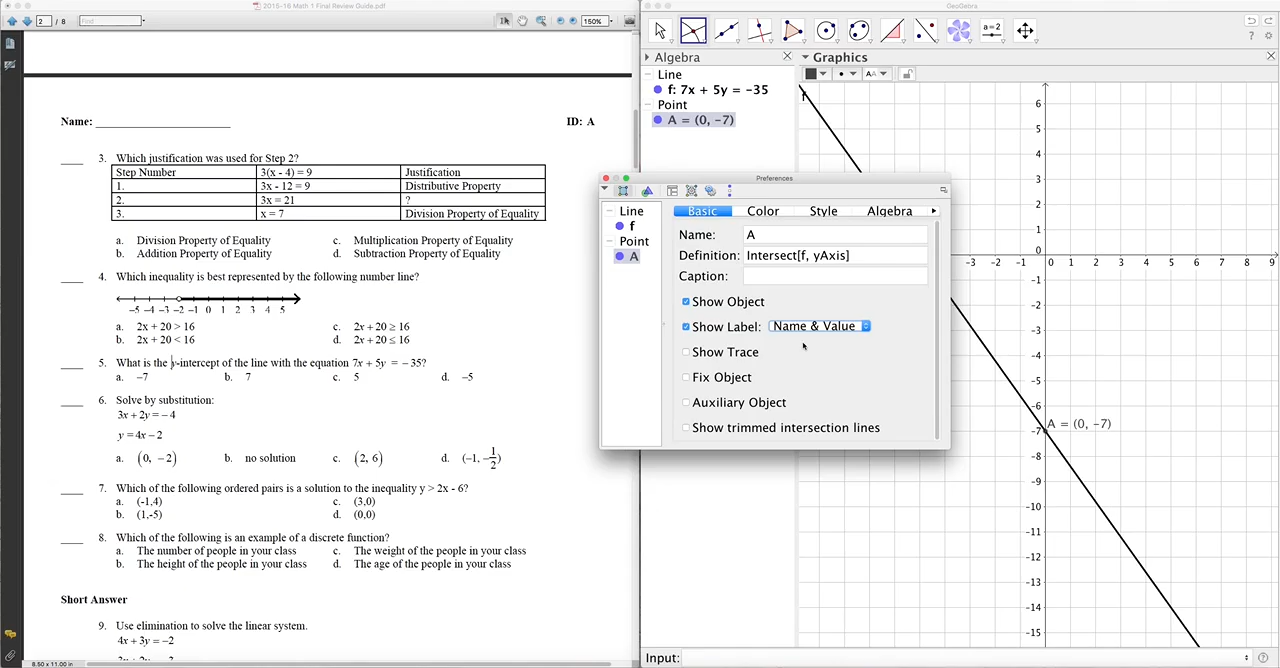 2015-16 Math 1 Final Review Guide.pdf
2 / 8 Find 150%
Name:
ID: A
3. Which justification was used for Step 2?
Step Number 3(x - 4) = 9 Justification
1. 3x - 12 = 9 Distributive Property
2. 3x = 21 ?
3. x = 7 Division Property of Equality
a. Division Property of Equality c. Multiplication Property of Equality
b. Addition Property of Equality d. Subtraction Property of Equality
4. Which inequality is best represented by the following number line?
−5 −4 −3 −2 −1 0 1 2 3 4 5
a. 2x + 20 > 16 c. 2x + 20 ≥ 16
b. 2x + 20 < 16 d. 2x + 20 ≤ 16
5. What is the y-intercept of the line with the equation 7x + 5y = −35?
a. −7 b. 7 c. 5 d. −5
6. Solve by substitution:
3x + 2y = −4
y = 4x − 2
a. (0, −2) b. no solution c. (2, 6) d. (−1, −1/2)
7. Which of the following ordered pairs is a solution to the inequality y > 2x - 6?
a. (-1,4) c. (3,0)
b. (1,-5) d. (0,0)
8. Which of the following is an example of a discrete function?
a. The number of people in your class c. The weight of the people in your class
b. The height of the people in your class d. The age of the people in your class
Short Answer
9. Use elimination to solve the linear system.
4x + 3y = −2
8.50 x 11.00 in
GeoGebra
a=2
?
Algebra
Line
f: 7x + 5y = −35
Point
A = (0, −7)
Graphics
AA
f
6
5
4
3
2
1
0
-3 -2 -1 0 1 2 3 4 5 6 7 8 9
-1
-2
-3
-4
-5
-6
-7
A = (0, −7)
-8
-9
-10
-11
-12
-13
-14
-15
Preferences
Line
f
Point
A
Basic Color Style Algebra
Name: A
Definition: Intersect[f, yAxis]
Caption:
Show Object
Show Label: Name & Value
Show Trace
Fix Object
Auxiliary Object
Show trimmed intersection lines
Input:
?